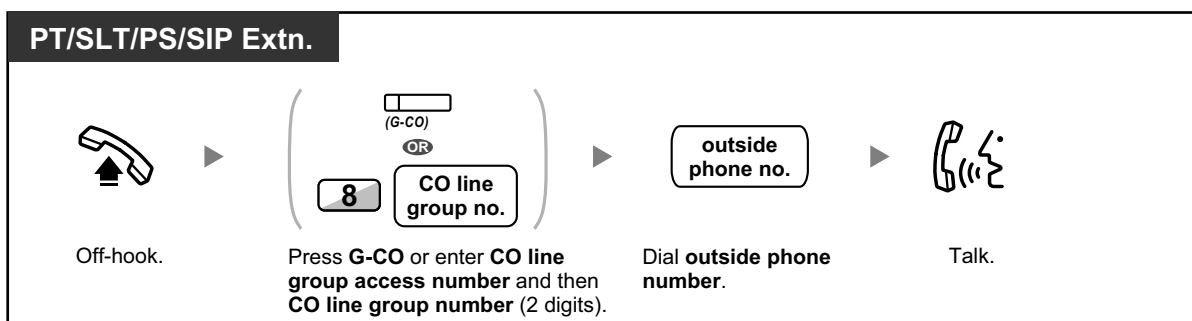 PT/SLT/PS/SIP Extn.
(G-CO)
OR
8
CO line
group no.
outside
phone no.
Off-hook.
Press G-CO or enter CO line
group access number and then
CO line group number (2 digits).
Dial outside phone
number.
Talk.